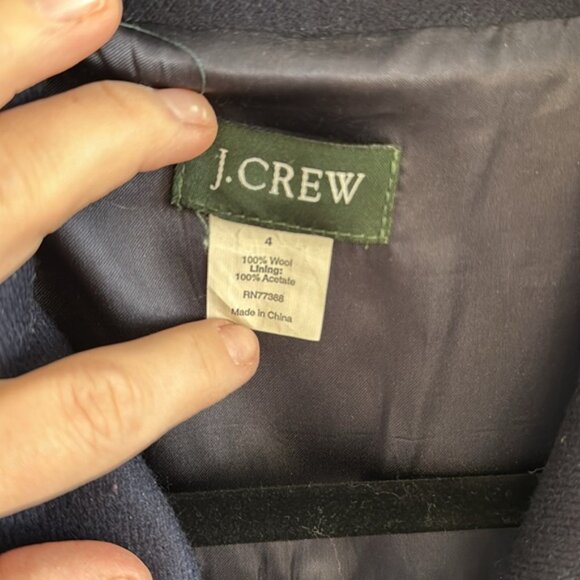 J.CREW
4
100% Wool
Lining:
100% Acetate
RN77388
Made in China